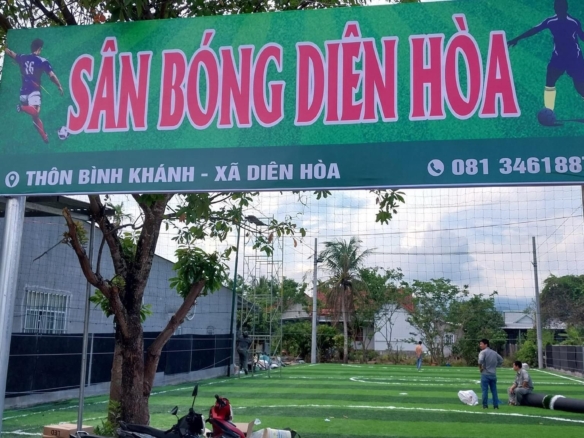 SÂN BÓNG DIÊN HÒA
THÔN BÌNH KHÁNH - XÃ DIÊN HÒA
081 346188